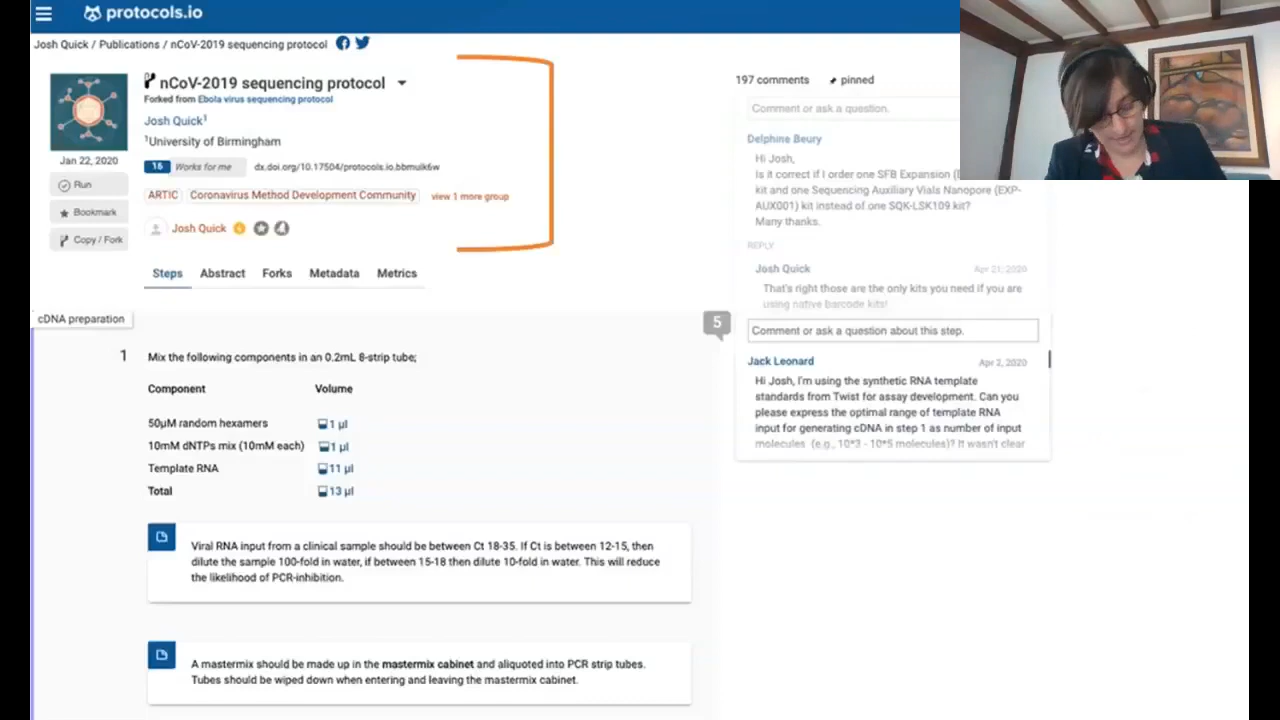 protocols.io
Josh Quick / Publications / nCoV-2019 sequencing protocol
nCoV-2019 sequencing protocol
Forked from Ebola virus sequencing protocol
Josh Quick1
1University of Birmingham
Jan 22, 2020
16 Works for me dx.doi.org/10.17504/protocols.io.bbmuik6w
Run
ARTIC Coronavirus Method Development Community view 1 more group
Bookmark
Josh Quick
Copy / Fork
Steps Abstract Forks Metadata Metrics
cDNA preparation
1 Mix the following components in an 0.2mL 8-strip tube;
Component Volume
50µM random hexamers 1 µl
10mM dNTPs mix (10mM each) 1 µl
Template RNA 11 µl
Total 13 µl
Viral RNA input from a clinical sample should be between Ct 18-35. If Ct is between 12-15, then
dilute the sample 100-fold in water, if between 15-18 then dilute 10-fold in water. This will reduce
the likelihood of PCR-inhibition.
A mastermix should be made up in the mastermix cabinet and aliquoted into PCR strip tubes.
Tubes should be wiped down when entering and leaving the mastermix cabinet.
197 comments pinned
Comment or ask a question.
Delphine Beury
Hi Josh,
Is it correct if I order one SFB Expansion
kit and one Sequencing Auxiliary Vials Nanopore (EXP-
AUX001) kit instead of one SQK-LSK109 kit?
Many thanks.
REPLY
Josh Quick Apr 21, 2020
That's right those are the only kits you need if you are
using native barcode kits!
5
Comment or ask a question about this step.
Jack Leonard Apr 2, 2020
Hi Josh, I'm using the synthetic RNA template
standards from Twist for assay development. Can you
please express the optimal range of template RNA
input for generating cDNA in step 1 as number of input
molecules (e.g., 10*3 - 10*5 molecules)? It wasn't clear